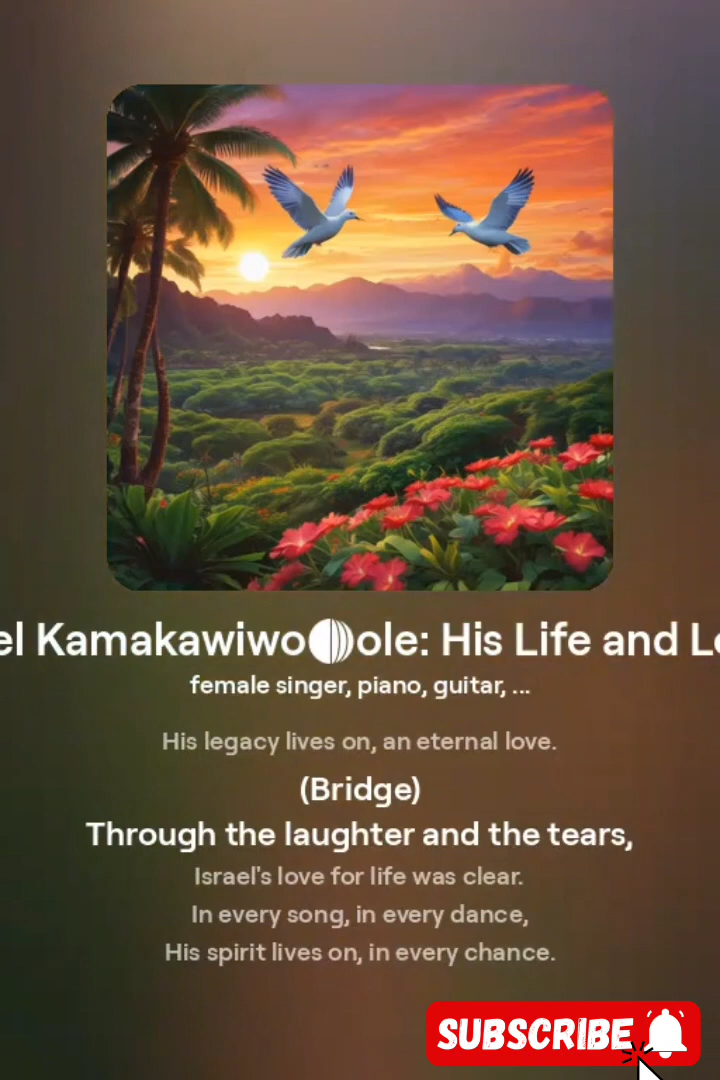 el Kamakawiwoole: His Life and Le
female singer, piano, guitar, ...
His legacy lives on, an eternal love.
(Bridge)
Through the laughter and the tears,
Israel's love for life was clear.
In every song, in every dance,
His spirit lives on, in every chance.
SUBSCRIBE